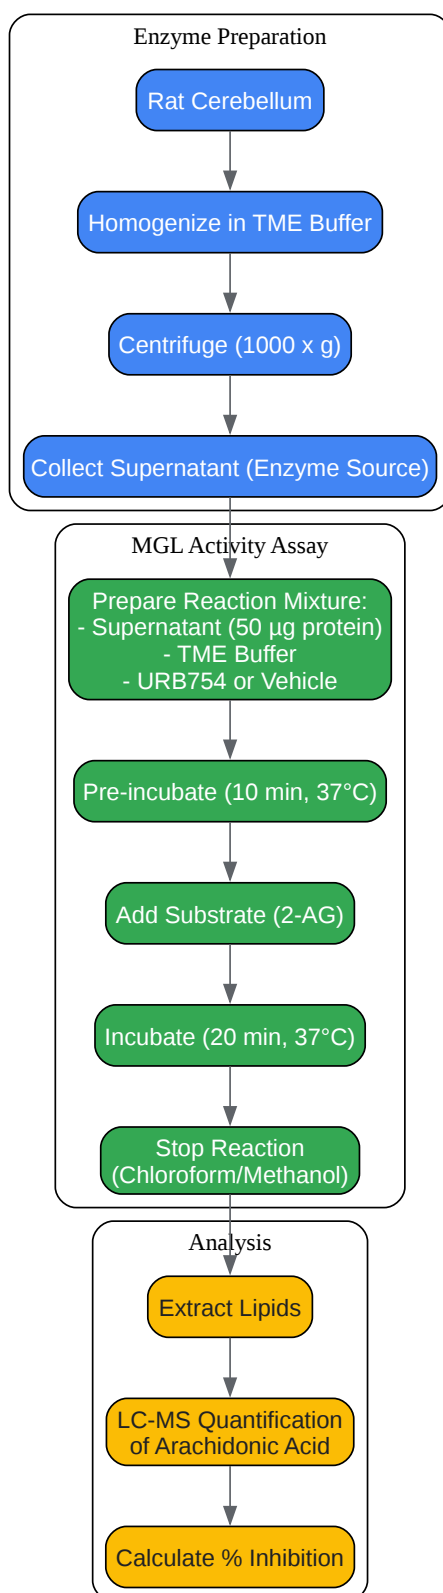 Enzyme Preparation
Rat Cerebellum
Homogenize in TME Buffer
Centrifuge (1000 x g)
Collect Supernatant (Enzyme Source)
MGL Activity Assay
Prepare Reaction Mixture:
- Supernatant (50 µg protein)
- TME Buffer
- URB754 or Vehicle
Pre-incubate (10 min, 37°C)
Add Substrate (2-AG)
Incubate (20 min, 37°C)
Stop Reaction
(Chloroform/Methanol)
Analysis
Extract Lipids
LC-MS Quantification
of Arachidonic Acid
Calculate % Inhibition